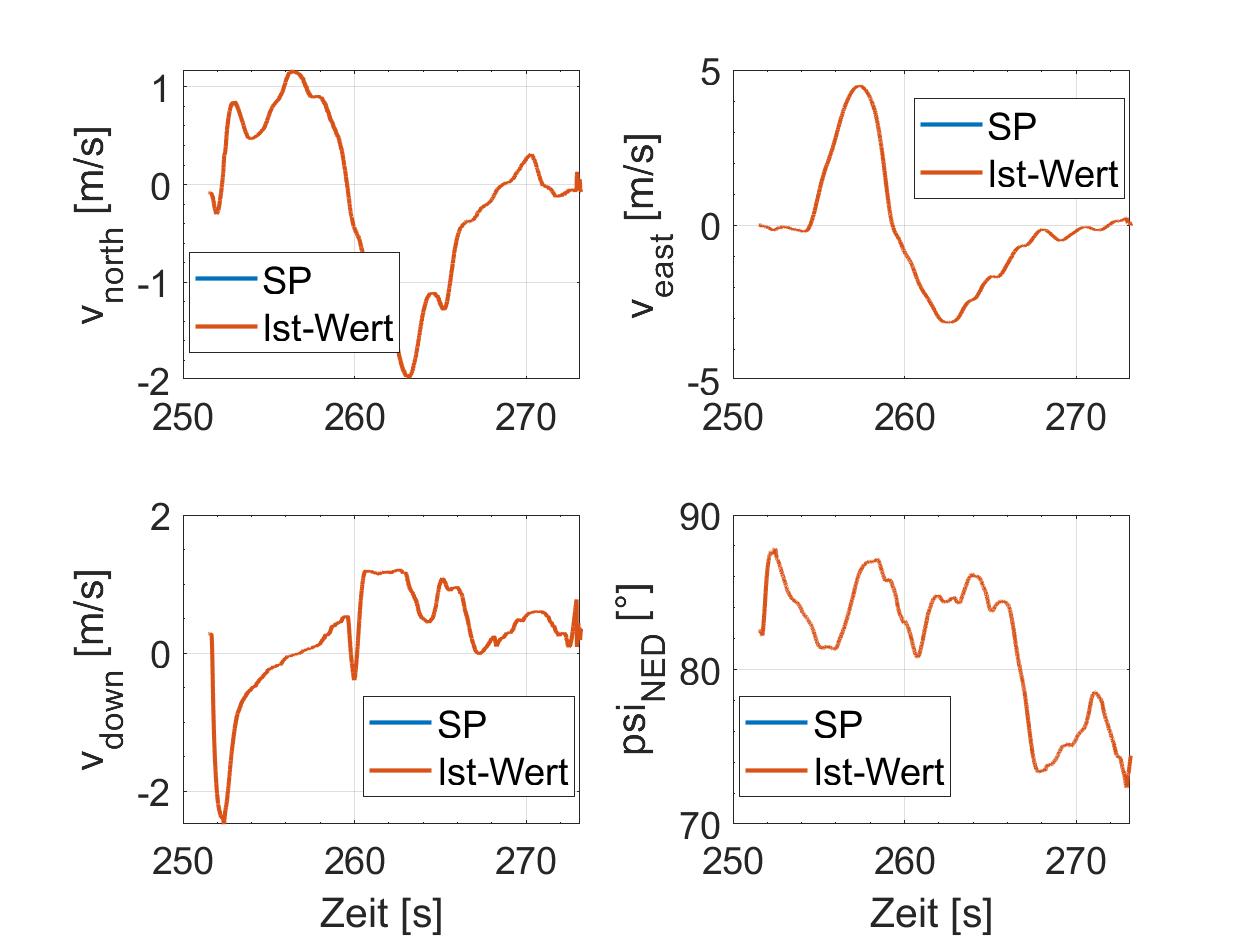 1
0
-1
-2
250
260
270
v_north [m/s]
SP
Ist-Wert
5
0
-5
250
260
270
v_east [m/s]
SP
Ist-Wert
2
0
-2
250
260
270
v_down [m/s]
Zeit [s]
SP
Ist-Wert
90
80
70
250
260
270
psi_NED [°]
Zeit [s]
SP
Ist-Wert